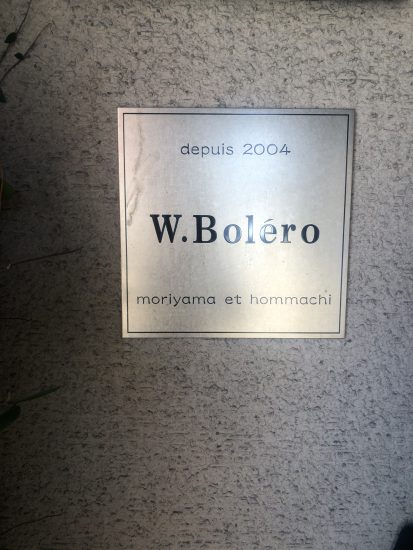 depuis 2004
W.Boléro
moriyama et hommachi